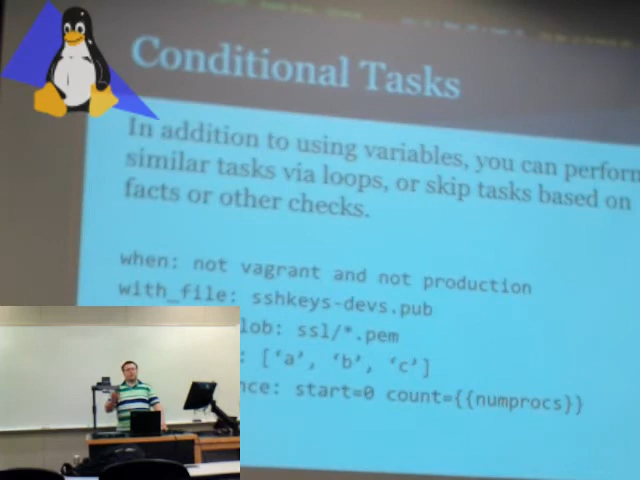 Conditional Tasks
In addition to using variables, you can perform
similar tasks via loops, or skip tasks based on
facts or other checks.
when: not vagrant and not production
with_file: sshkeys-devs.pub
lob: ssl/*.pem
: [‘a’, ‘b’, ‘c’]
nce: start=0 count={{numprocs}}